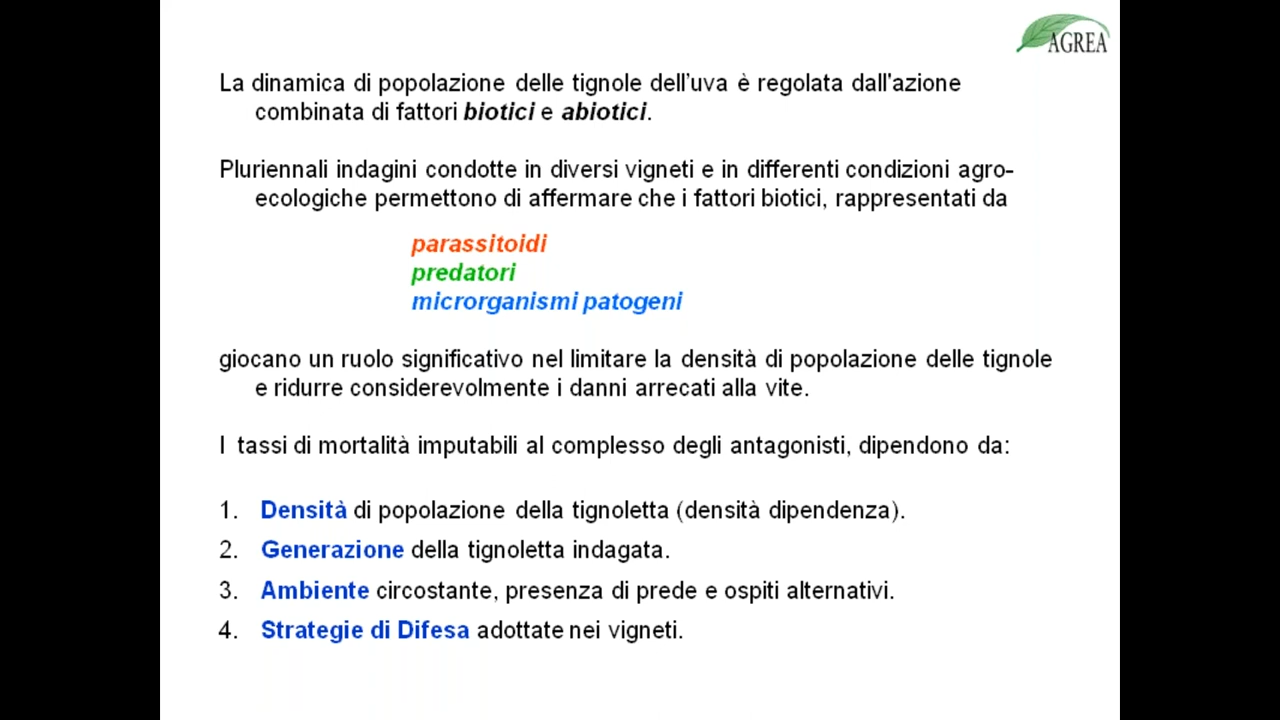 AGREA
La dinamica di popolazione delle tignole dell’uva è regolata dall'azione
combinata di fattori biotici e abiotici.
Pluriennali indagini condotte in diversi vigneti e in differenti condizioni agro-
ecologiche permettono di affermare che i fattori biotici, rappresentati da
parassitoidi
predatori
microrganismi patogeni
giocano un ruolo significativo nel limitare la densità di popolazione delle tignole
e ridurre considerevolmente i danni arrecati alla vite.
I tassi di mortalità imputabili al complesso degli antagonisti, dipendono da:
1. Densità di popolazione della tignoletta (densità dipendenza).
2. Generazione della tignoletta indagata.
3. Ambiente circostante, presenza di prede e ospiti alternativi.
4. Strategie di Difesa adottate nei vigneti.